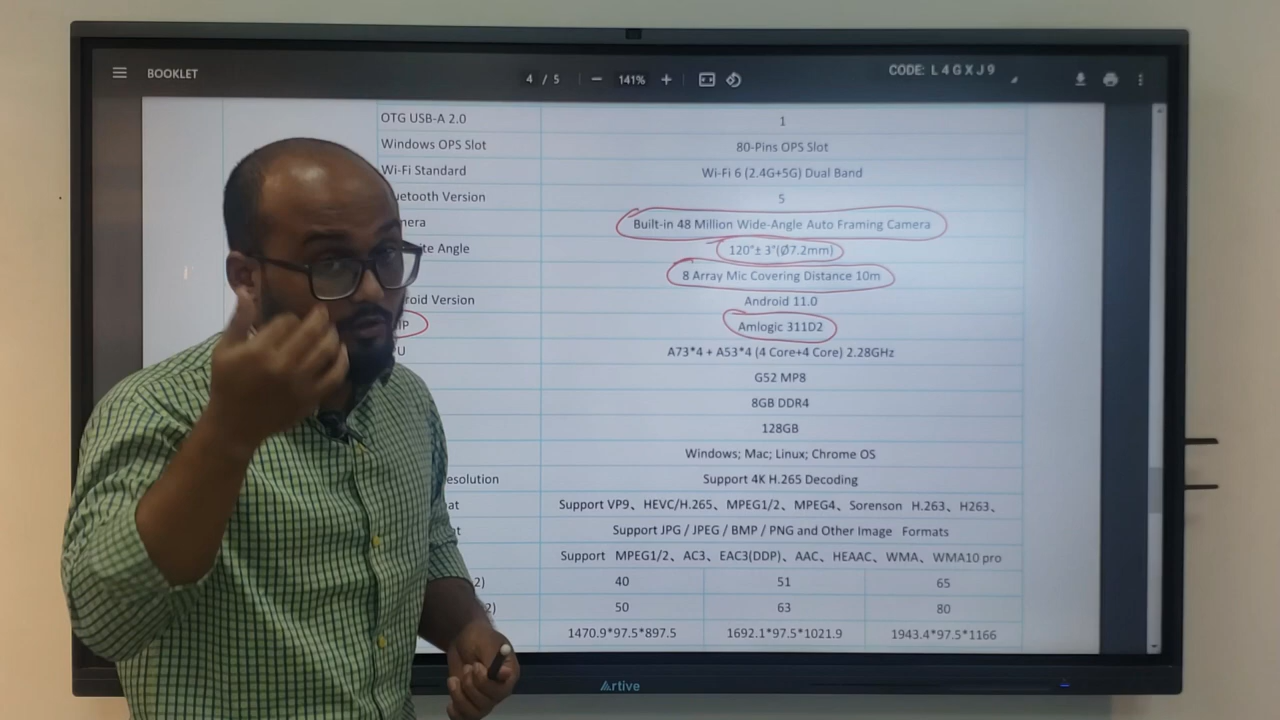 BOOKLET 4 / 5 141% CODE: L4GXJ9
OTG USB-A 2.0 1
Windows OPS Slot 80-Pins OPS Slot
Wi-Fi Standard Wi-Fi 6 (2.4G+5G) Dual Band
uetooth Version 5
Built-in 48 Million Wide-Angle Auto Framing Camera
Angle 120°± 3°(Ø7.2mm)
8 Array Mic Covering Distance 10m
roid Version Android 11.0
IP Amlogic 311D2
U A73*4 + A53*4 (4 Core+4 Core) 2.28GHz
G52 MP8
8GB DDR4
128GB
Windows; Mac; Linux; Chrome OS
esolution Support 4K H.265 Decoding
at Support VP9、HEVC/H.265、MPEG1/2、MPEG4、Sorenson H.263、H263、
t Support JPG / JPEG / BMP / PNG and Other Image Formats
Support MPEG1/2、AC3、EAC3(DDP)、AAC、HEAAC、WMA、WMA10 pro
2) 40 51 65
2) 50 63 80
1470.9*97.5*897.5 1692.1*97.5*1021.9 1943.4*97.5*1166
Artive